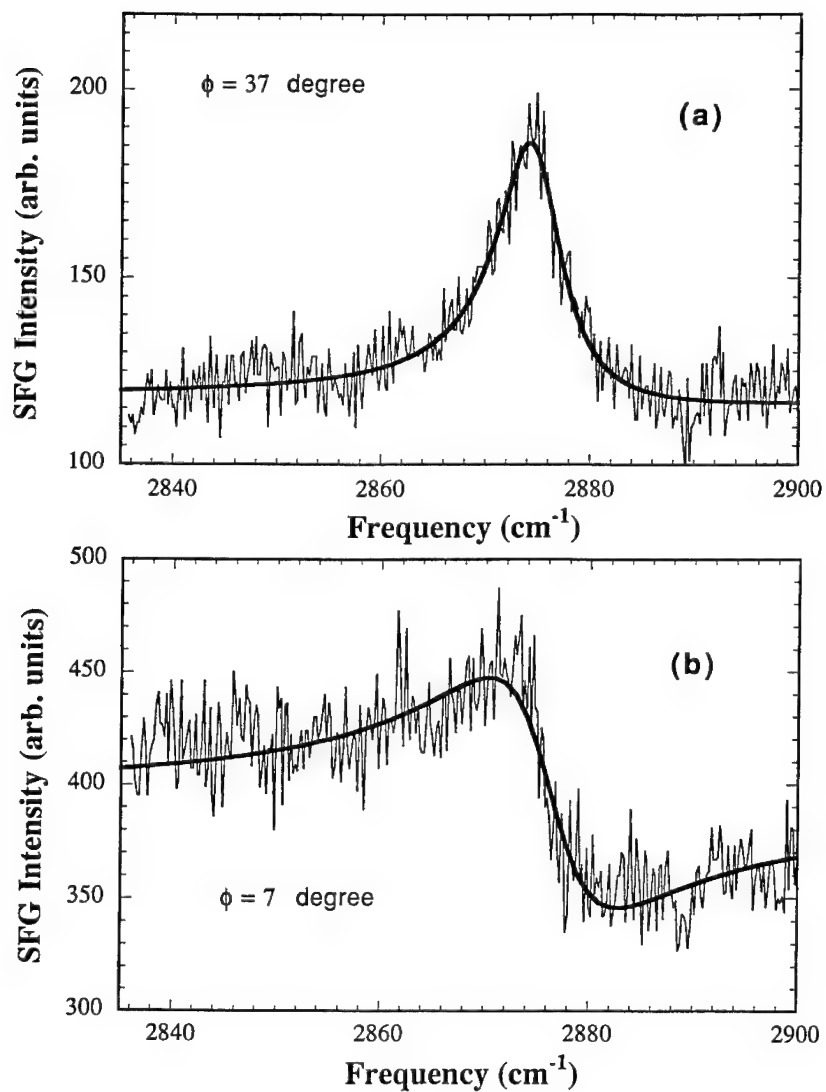 SFG Intensity (arb. units)
200
150
100
ϕ = 37 degree
(a)
2840 2860 2880 2900
Frequency (cm⁻¹)
SFG Intensity (arb. units)
500
450
400
350
300
(b)
ϕ = 7 degree
2840 2860 2880 2900
Frequency (cm⁻¹)